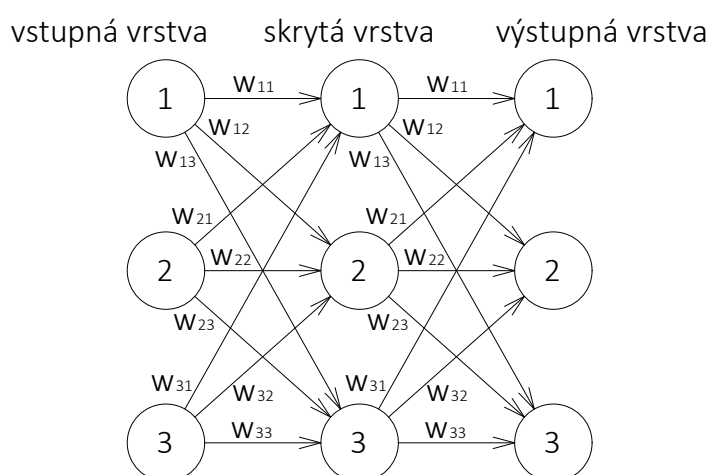 vstupná vrstva skrytá vrstva výstupná vrstva
1 w11 1 w11 1
w12 w12
w13 w13
w21 w21
2 w22 2 w22 2
w23 w23
w31 w31
w32 w32
3 w33 3 w33 3